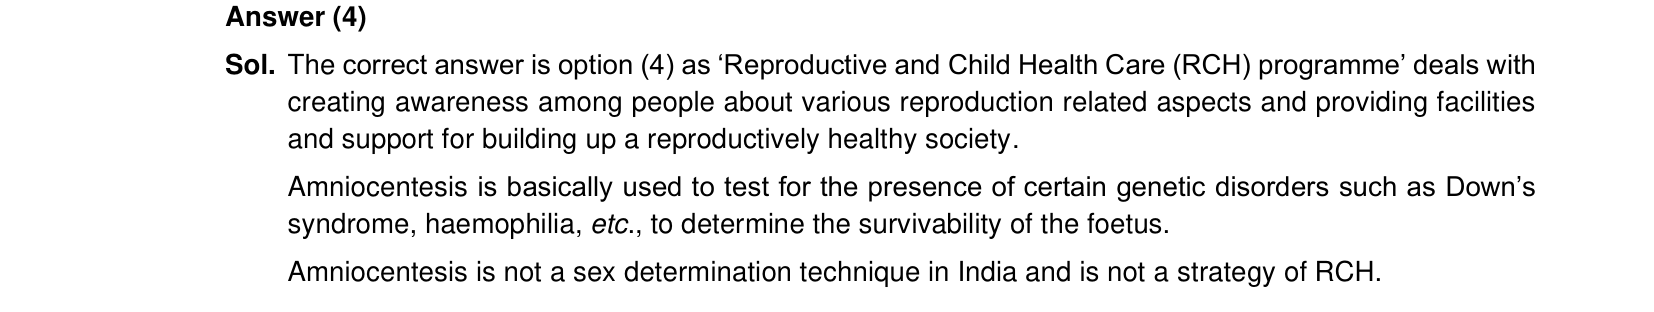 Answer (4)
Sol. The correct answer is option (4) as ‘Reproductive and Child Health Care (RCH) programme’ deals with
creating awareness among people about various reproduction related aspects and providing facilities
and support for building up a reproductively healthy society.
Amniocentesis is basically used to test for the presence of certain genetic disorders such as Down’s
syndrome, haemophilia, etc., to determine the survivability of the foetus.
Amniocentesis is not a sex determination technique in India and is not a strategy of RCH.